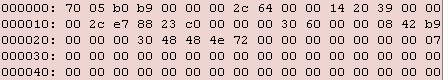 000000: 70 05 b0 b9 00 00 00 2c 64 00 00 14 20 39 00 00
000010: 00 2c e7 88 23 c0 00 00 00 30 60 00 00 08 42 b9
000020: 00 00 00 30 48 48 4e 72 00 00 00 00 00 00 00 07
000030: 00 00 00 00 00 00 00 00 00 00 00 00 00 00 00 00
000040: 00 00 00 00 00 00 00 00 00 00 00 00 00 00 00 00